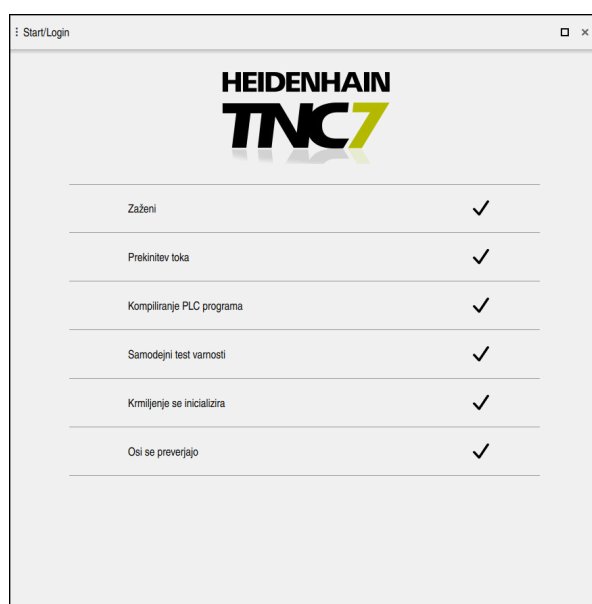 Start/Login
HEIDENHAIN
TNC7
Zaženi
Prekinitev toka
Kompiliranje PLC programa
Samodejni test varnosti
Krmiljenje se inicializira
Osi se preverjajo